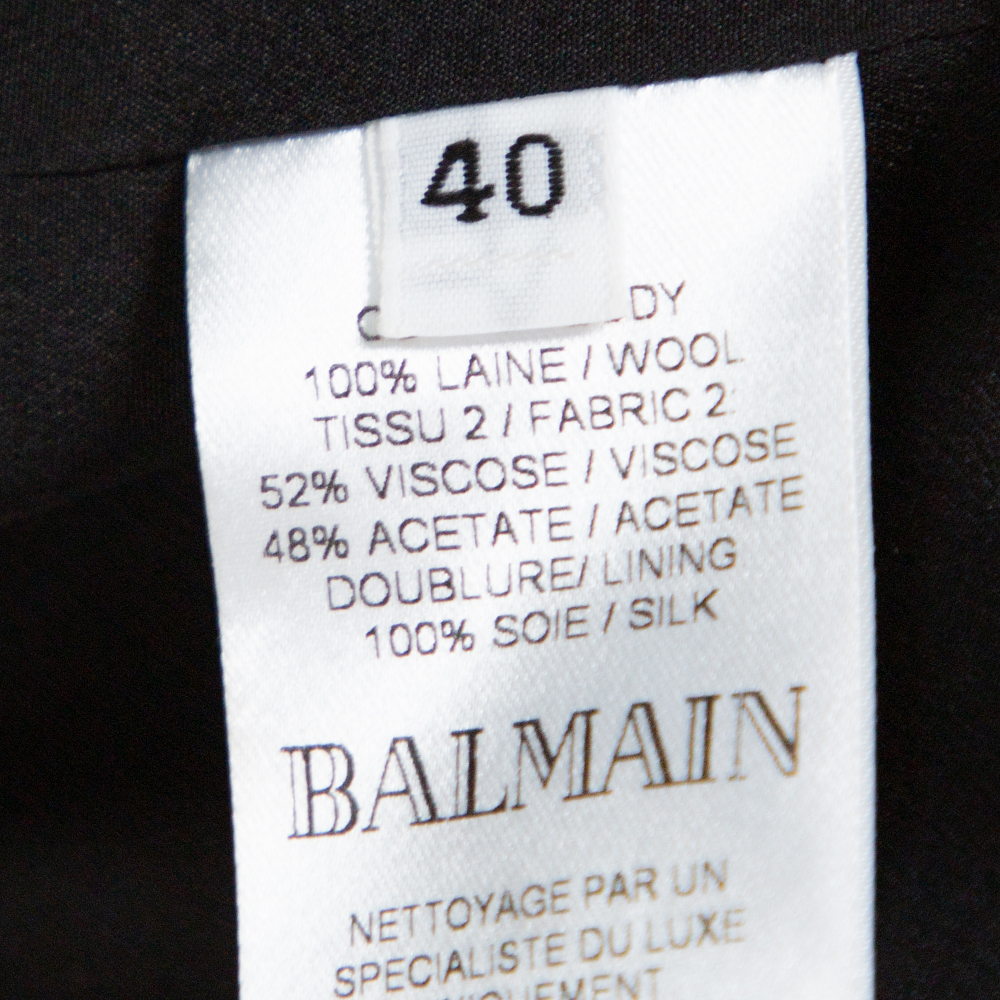 40
DY
100% LAINE / WOOL
TISSU 2 / FABRIC 2:
52% VISCOSE / VISCOSE
48% ACETATE / ACETATE
DOUBLURE/ LINING
100% SOIE / SILK
BALMAIN
NETTOYAGE PAR UN
SPECIALISTE DU LUXE